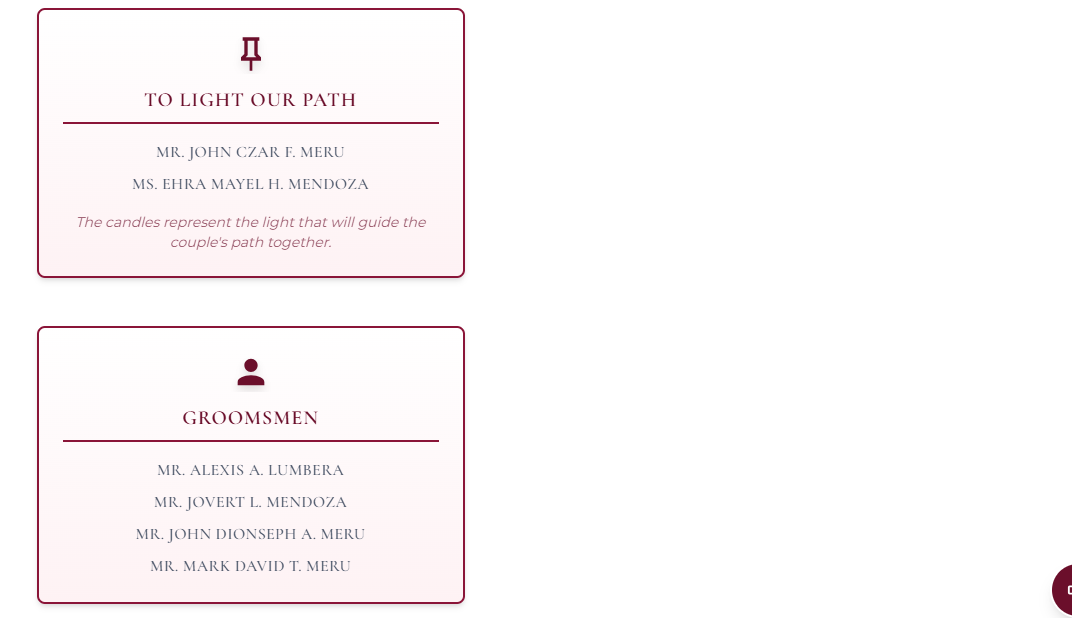 TO LIGHT OUR PATH
MR. JOHN CZAR F. MERU
MS. EHRA MAYEL H. MENDOZA
The candles represent the light that will guide the
couple's path together.
GROOMSMEN
MR. ALEXIS A. LUMBERA
MR. JOVERT L. MENDOZA
MR. JOHN DIONSEPH A. MERU
MR. MARK DAVID T. MERU